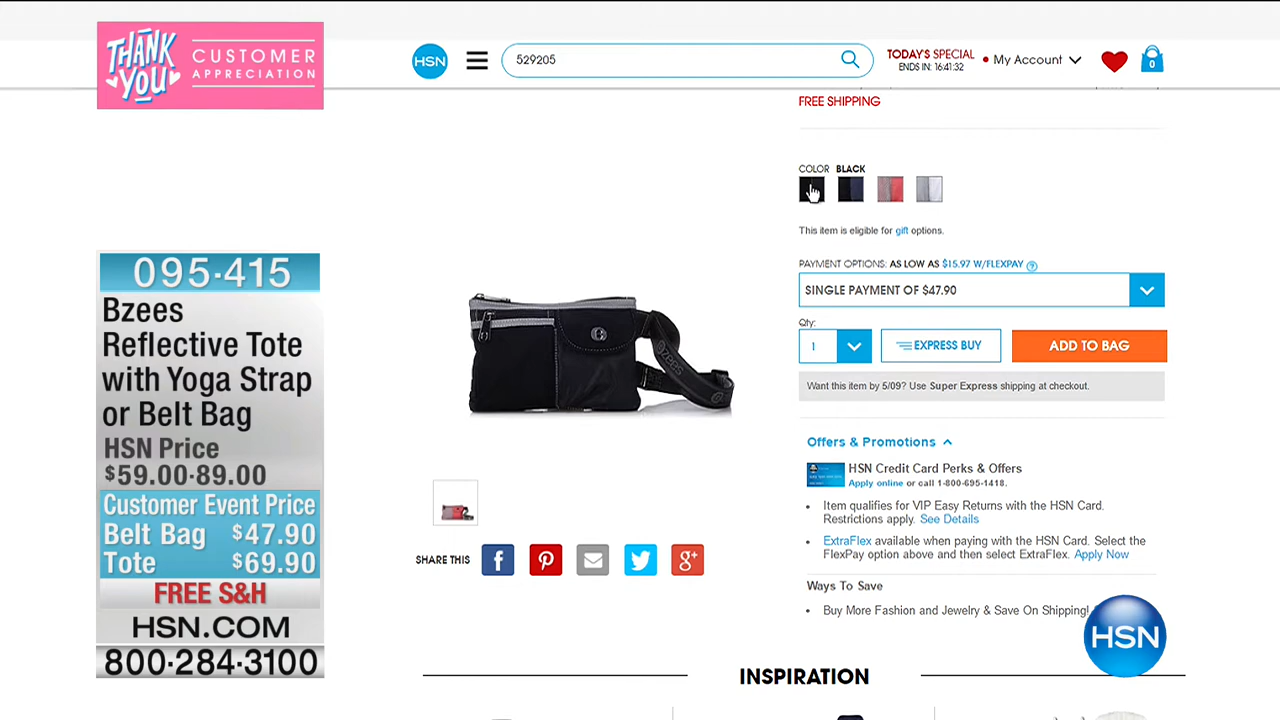 THANK YOU
CUSTOMER
APPRECIATION
HSN
529205
TODAY'S SPECIAL
ENDS IN: 16:41:32
My Account
0
FREE SHIPPING
COLOR BLACK
This item is eligible for gift options.
PAYMENT OPTIONS: AS LOW AS $15.97 W/FLEXPAY ?
SINGLE PAYMENT OF $47.90
Qty:
1
EXPRESS BUY
ADD TO BAG
Want this item by 5/09? Use Super Express shipping at checkout.
Offers & Promotions
HSN Credit Card Perks & Offers
Apply online or call 1-800-695-1418.
• Item qualifies for VIP Easy Returns with the HSN Card.
Restrictions apply. See Details
• ExtraFlex available when paying with the HSN Card. Select the
FlexPay option above and then select ExtraFlex. Apply Now
Ways To Save
• Buy More Fashion and Jewelry & Save On Shipping!
HSN
bzees
SHARE THIS
f
g+
INSPIRATION
095·415
Bzees
Reflective Tote
with Yoga Strap
or Belt Bag
HSN Price
$59.00-89.00
Customer Event Price
Belt Bag $47.90
Tote $69.90
FREE S&H
HSN.COM
800·284·3100